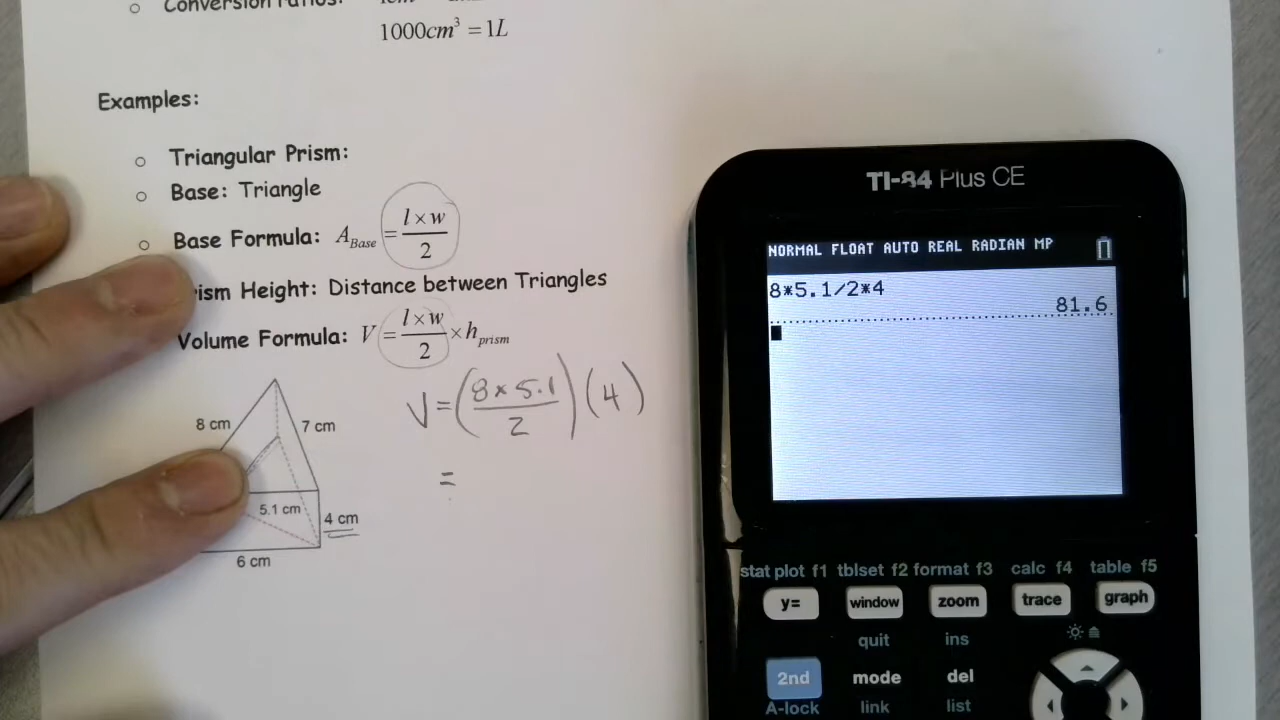 Conversion ratios:
1000cm³ = 1L
Examples:
Triangular Prism:
Base: Triangle
Base Formula: A_Base = l × w / 2
Height: Distance between Triangles
Volume Formula: V = l × w / 2 × h_prism
8 cm
7 cm
5.1 cm
4 cm
6 cm
V = (8 × 5.1 / 2)(4)
=
TI-84 Plus CE
NORMAL FLOAT AUTO REAL RADIAN MP
8*5.1/2*4
81.6
stat plot f1 tblset f2 format f3 calc f4 table f5
y= window zoom trace graph
quit ins
2nd mode del
A-lock link list